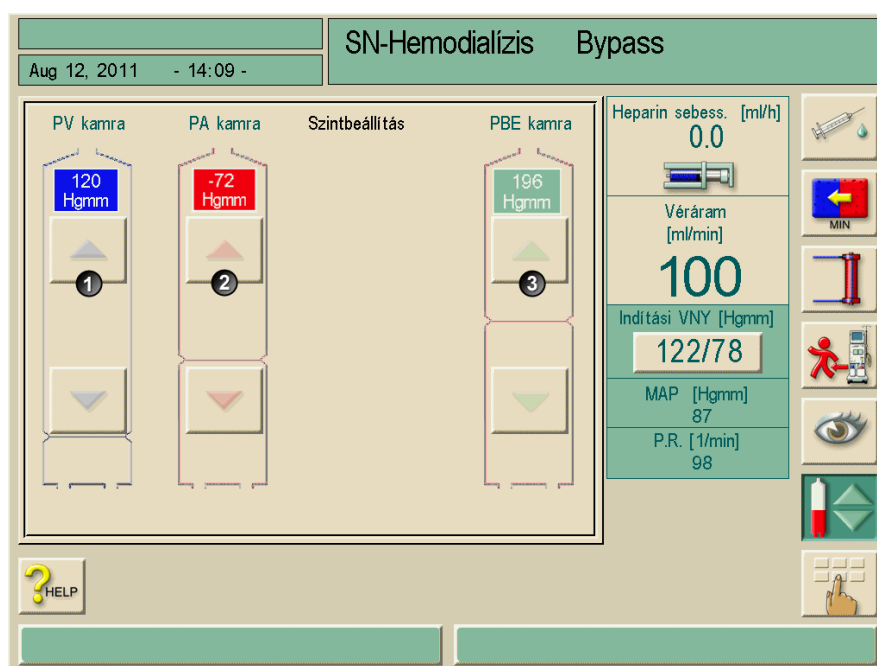 SN-Hemodialízis Bypass
Aug 12, 2011 - 14:09 -
PV kamra
PA kamra
Szintbeállítás
PBE kamra
120
Hgmm
-72
Hgmm
196
Hgmm
1
2
3
Heparin sebess. [ml/h]
0.0
Véráram
[ml/min]
100
Indítási VNY [Hgmm]
122/78
MAP [Hgmm]
87
P.R. [1/min]
98
MIN
?HELP